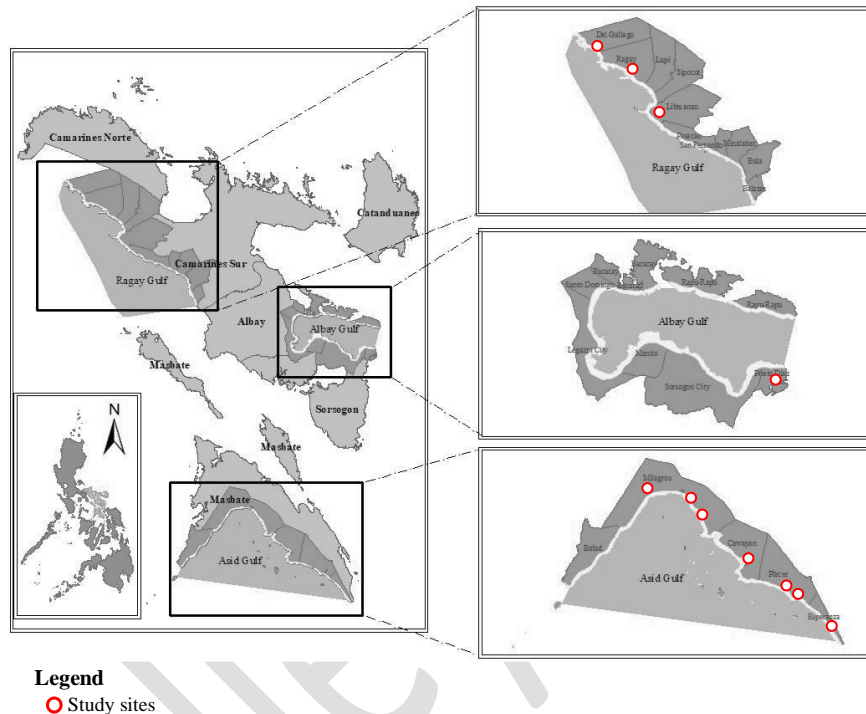 Camarines Norte
Catanduanes
Camarines Sur
Ragay Gulf
Albay
Albay Gulf
Masbate
Sorsogon
Masbate
Masbate
Asid Gulf
N
Del Gallego
Ragay
Lupi
Sipocot
Libmanan
Pasacao
San Fernando
Minalabac
Bula
Balatan
Ragay Gulf
Bacacay
Bacacay
Santo Domingo
Bacacay
Rapu-Rapu
Rapu-Rapu
Albay Gulf
Legazpi City
Manito
Prieto Diaz
Sorsogon City
Milagros
Balud
Cawayan
Placer
Esperanza
Asid Gulf
Legend
Study sites